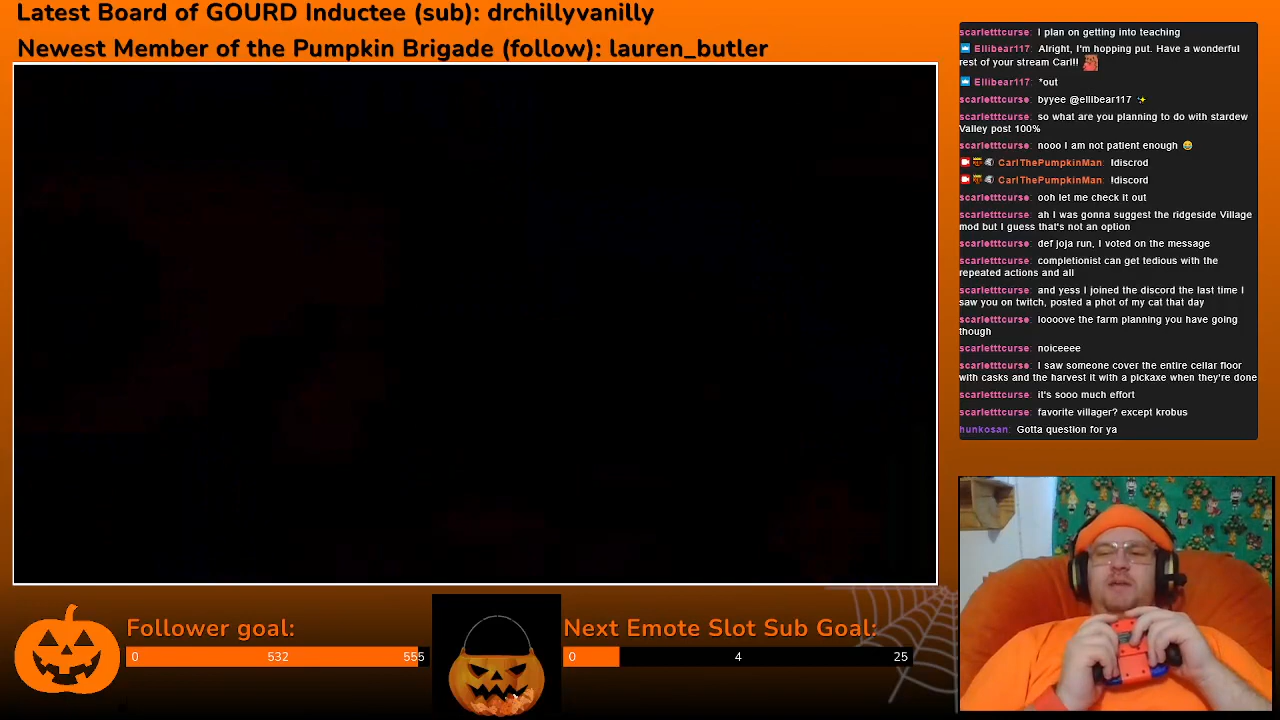 Latest Board of GOURD Inductee (sub): drchillyvanilly
Newest Member of the Pumpkin Brigade (follow): lauren_butler
scarletttcurse: I plan on getting into teaching
Ellibear117: Alright, I'm hopping put. Have a wonderful
rest of your stream Carl!!
Ellibear117: *out
scarletttcurse: byyee @ellibear117 ✨
scarletttcurse: so what are you planning to do with stardew
Valley post 100%
scarletttcurse: nooo I am not patient enough 😂
CarlThePumpkinMan: !discrod
CarlThePumpkinMan: !discord
scarletttcurse: ooh let me check it out
scarletttcurse: ah I was gonna suggest the ridgeside Village
mod but I guess that's not an option
scarletttcurse: def joja run, I voted on the message
scarletttcurse: completionist can get tedious with the
repeated actions and all
scarletttcurse: and yess I joined the discord the last time I
saw you on twitch, posted a phot of my cat that day
scarletttcurse: loooove the farm planning you have going
though
scarletttcurse: noiceeee
scarletttcurse: I saw someone cover the entire cellar floor
with casks and the harvest it with a pickaxe when they're done
scarletttcurse: it's sooo much effort
scarletttcurse: favorite villager? except krobus
hunkosan: Gotta question for ya
Follower goal:
0 532 555
Next Emote Slot Sub Goal:
0 4 25